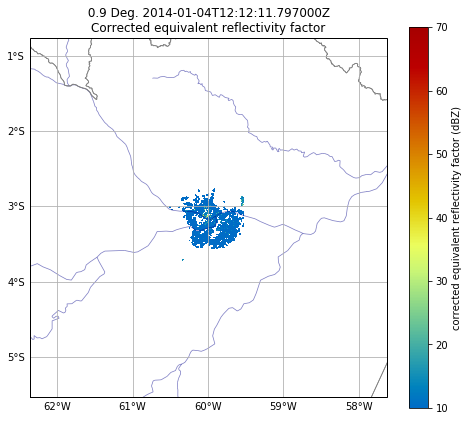 0.9 Deg. 2014-01-04T12:12:11.797000Z
Corrected equivalent reflectivity factor
1°S
2°S
3°S
4°S
5°S
62°W 61°W 60°W 59°W 58°W
70
60
50
40
30
20
10
corrected equivalent reflectivity factor (dBZ)